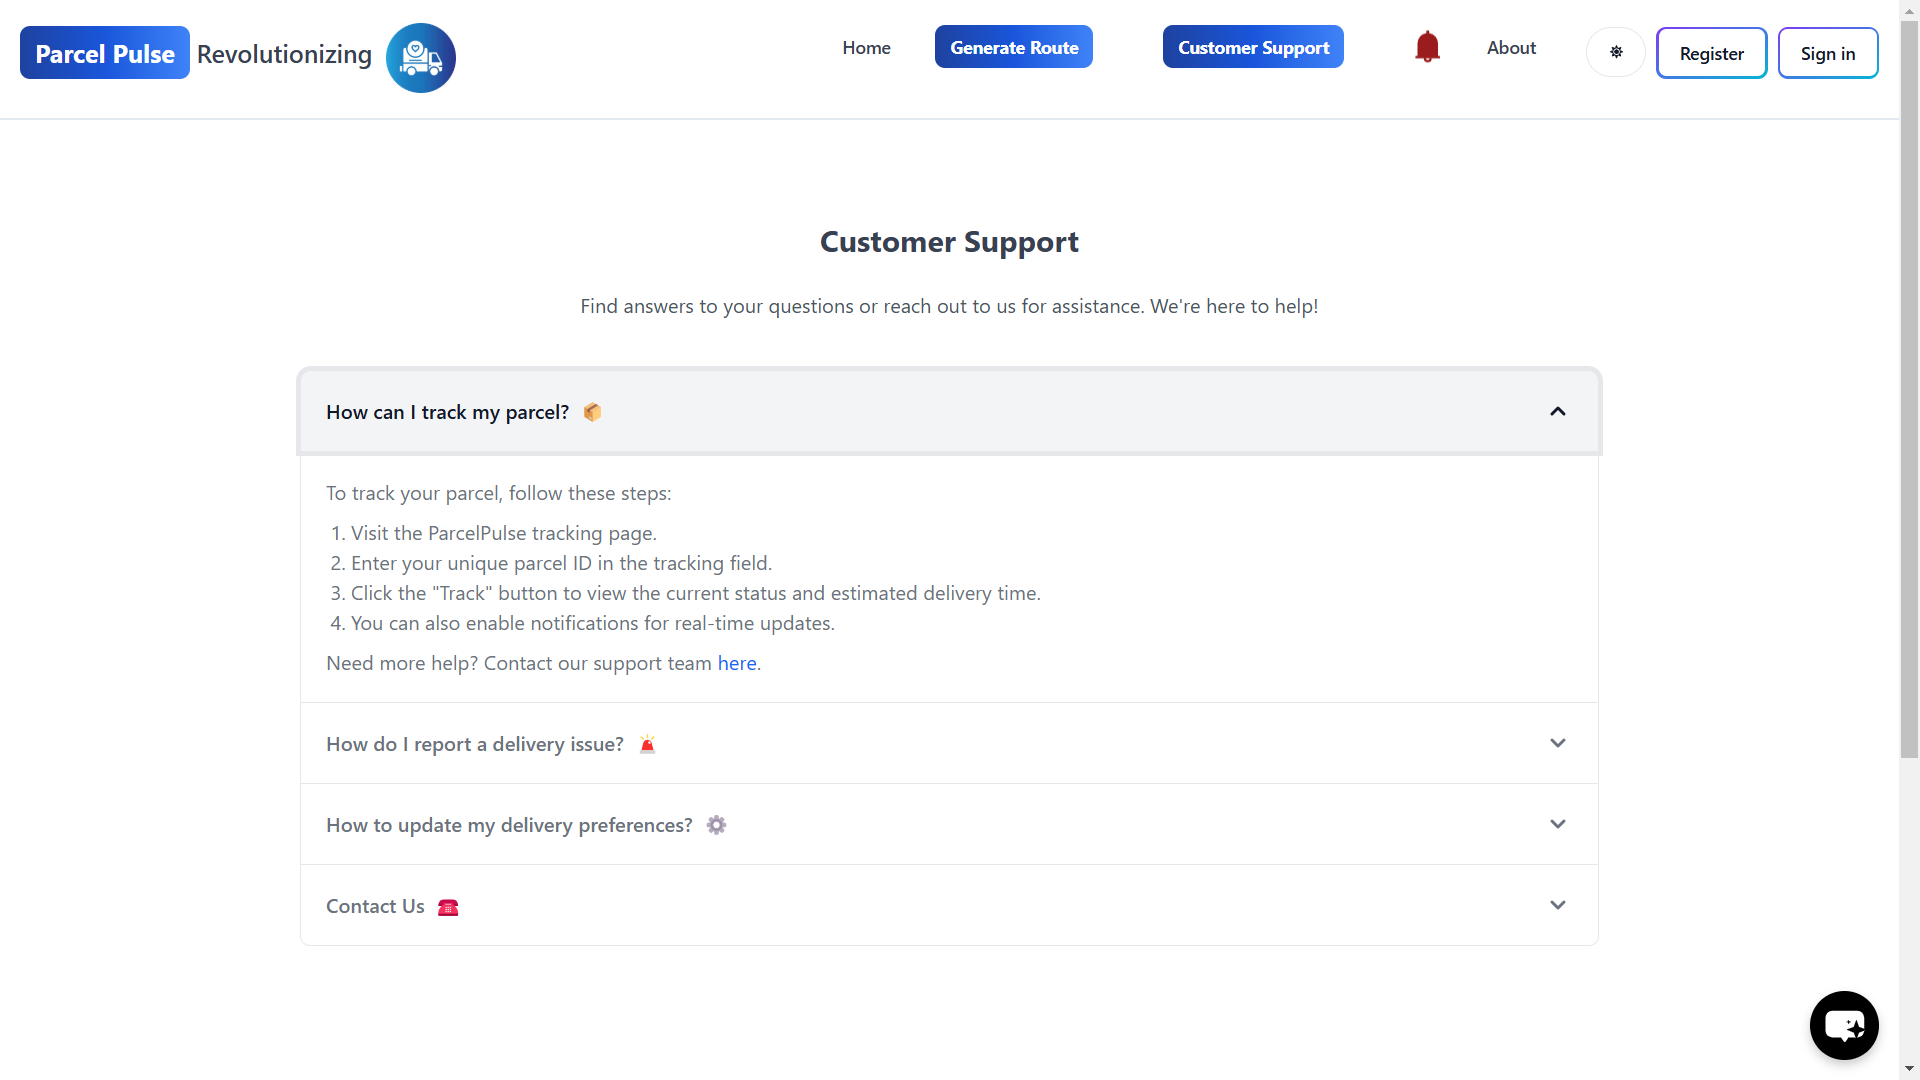 Parcel Pulse Revolutionizing
Home
Generate Route
Customer Support
About
Register
Sign in
Customer Support
Find answers to your questions or reach out to us for assistance. We're here to help!
How can I track my parcel?
To track your parcel, follow these steps:
1. Visit the ParcelPulse tracking page.
2. Enter your unique parcel ID in the tracking field.
3. Click the "Track" button to view the current status and estimated delivery time.
4. You can also enable notifications for real-time updates.
Need more help? Contact our support team here.
How do I report a delivery issue?
How to update my delivery preferences?
Contact Us